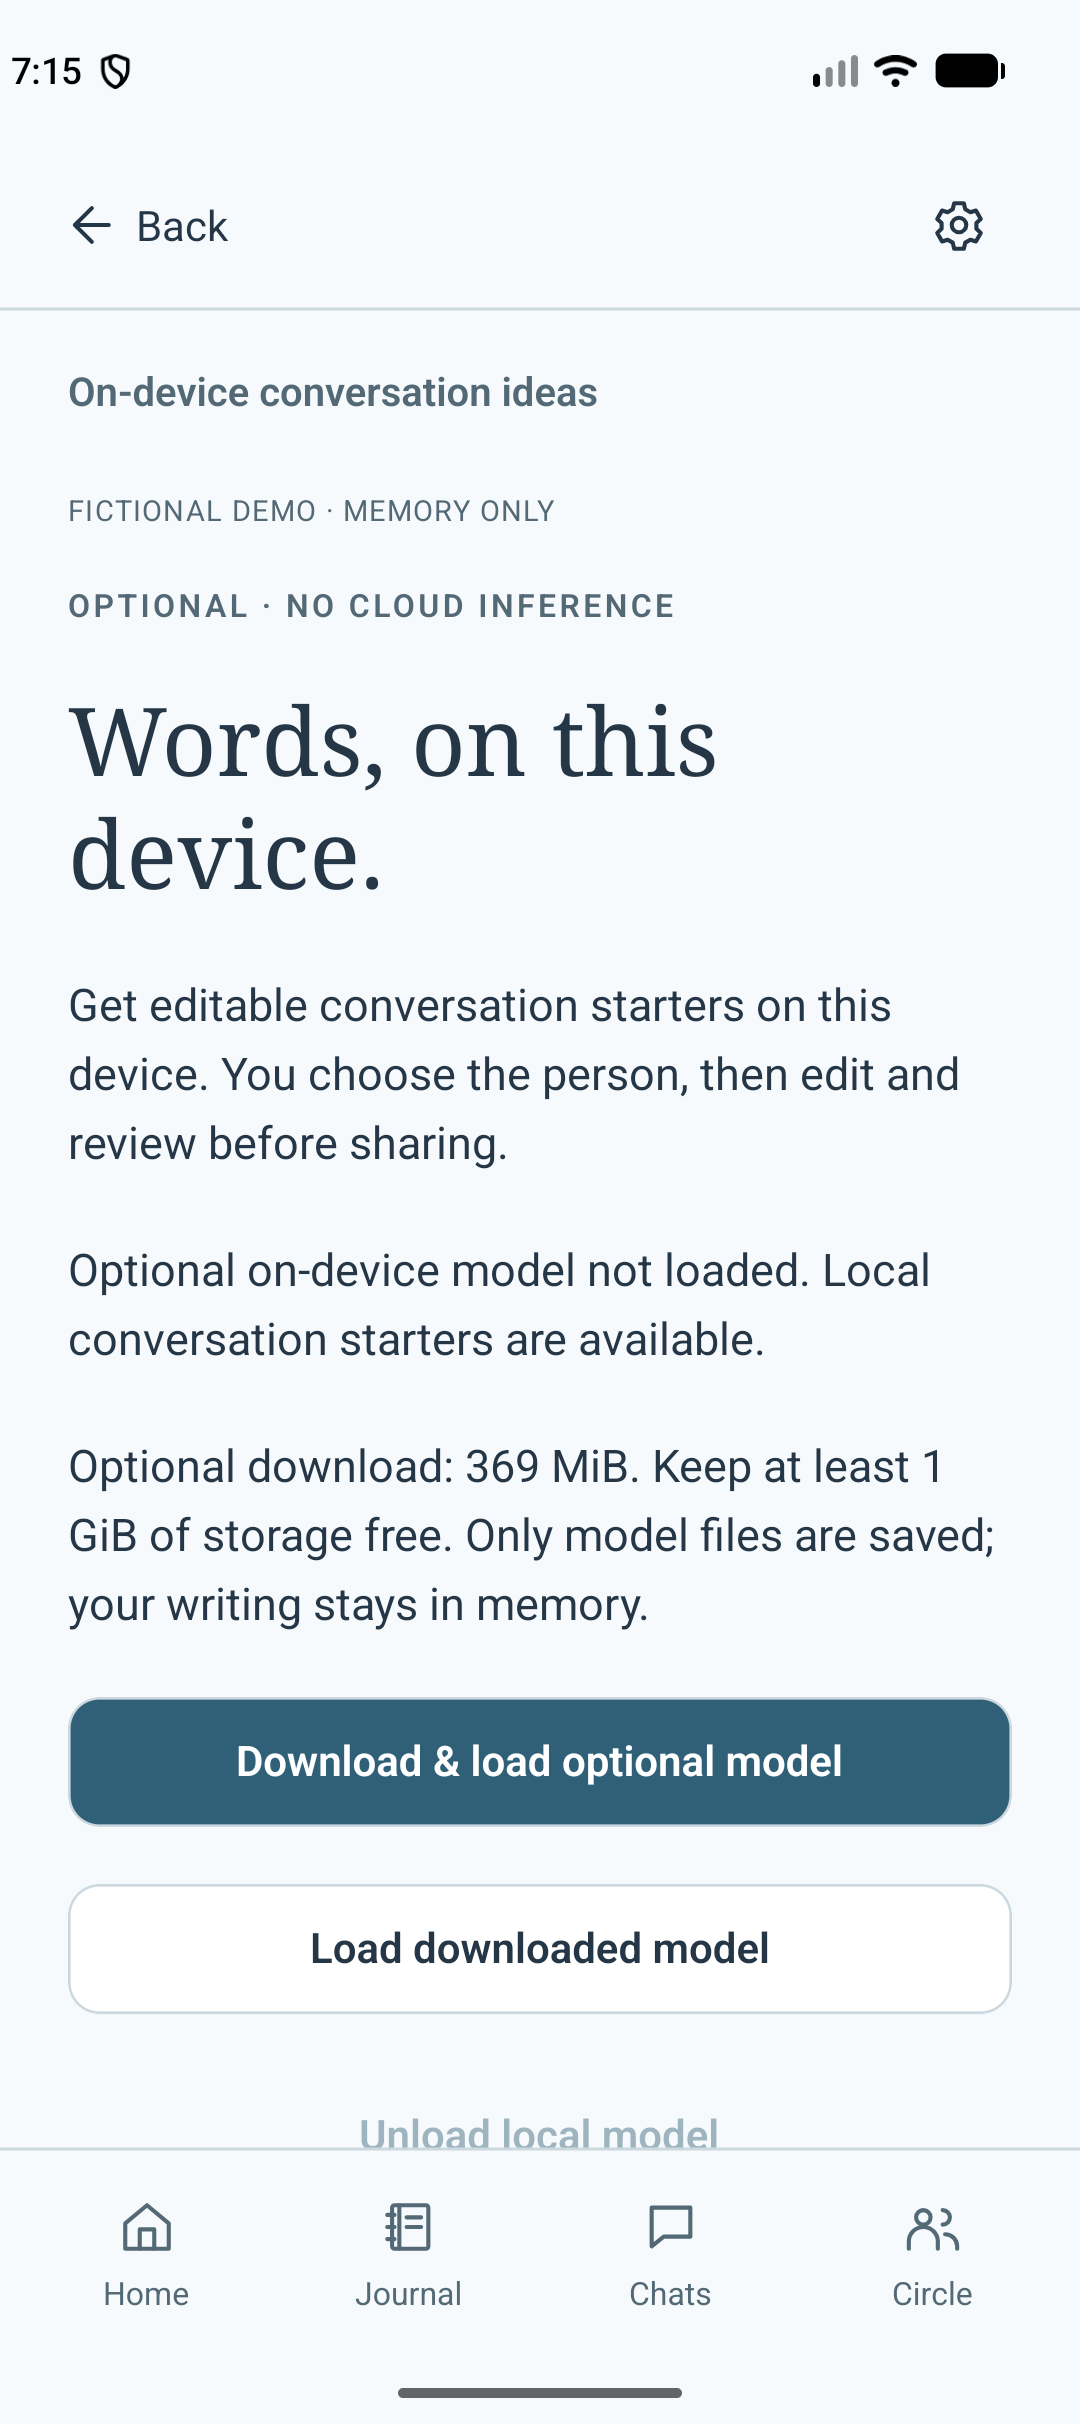 7:15
Back
On-device conversation ideas
FICTIONAL DEMO · MEMORY ONLY
OPTIONAL · NO CLOUD INFERENCE
Words, on this
device.
Get editable conversation starters on this
device. You choose the person, then edit and
review before sharing.
Optional on-device model not loaded. Local
conversation starters are available.
Optional download: 369 MiB. Keep at least 1
GiB of storage free. Only model files are saved;
your writing stays in memory.
Download & load optional model
Load downloaded model
Unload local model
Home
Journal
Chats
Circle